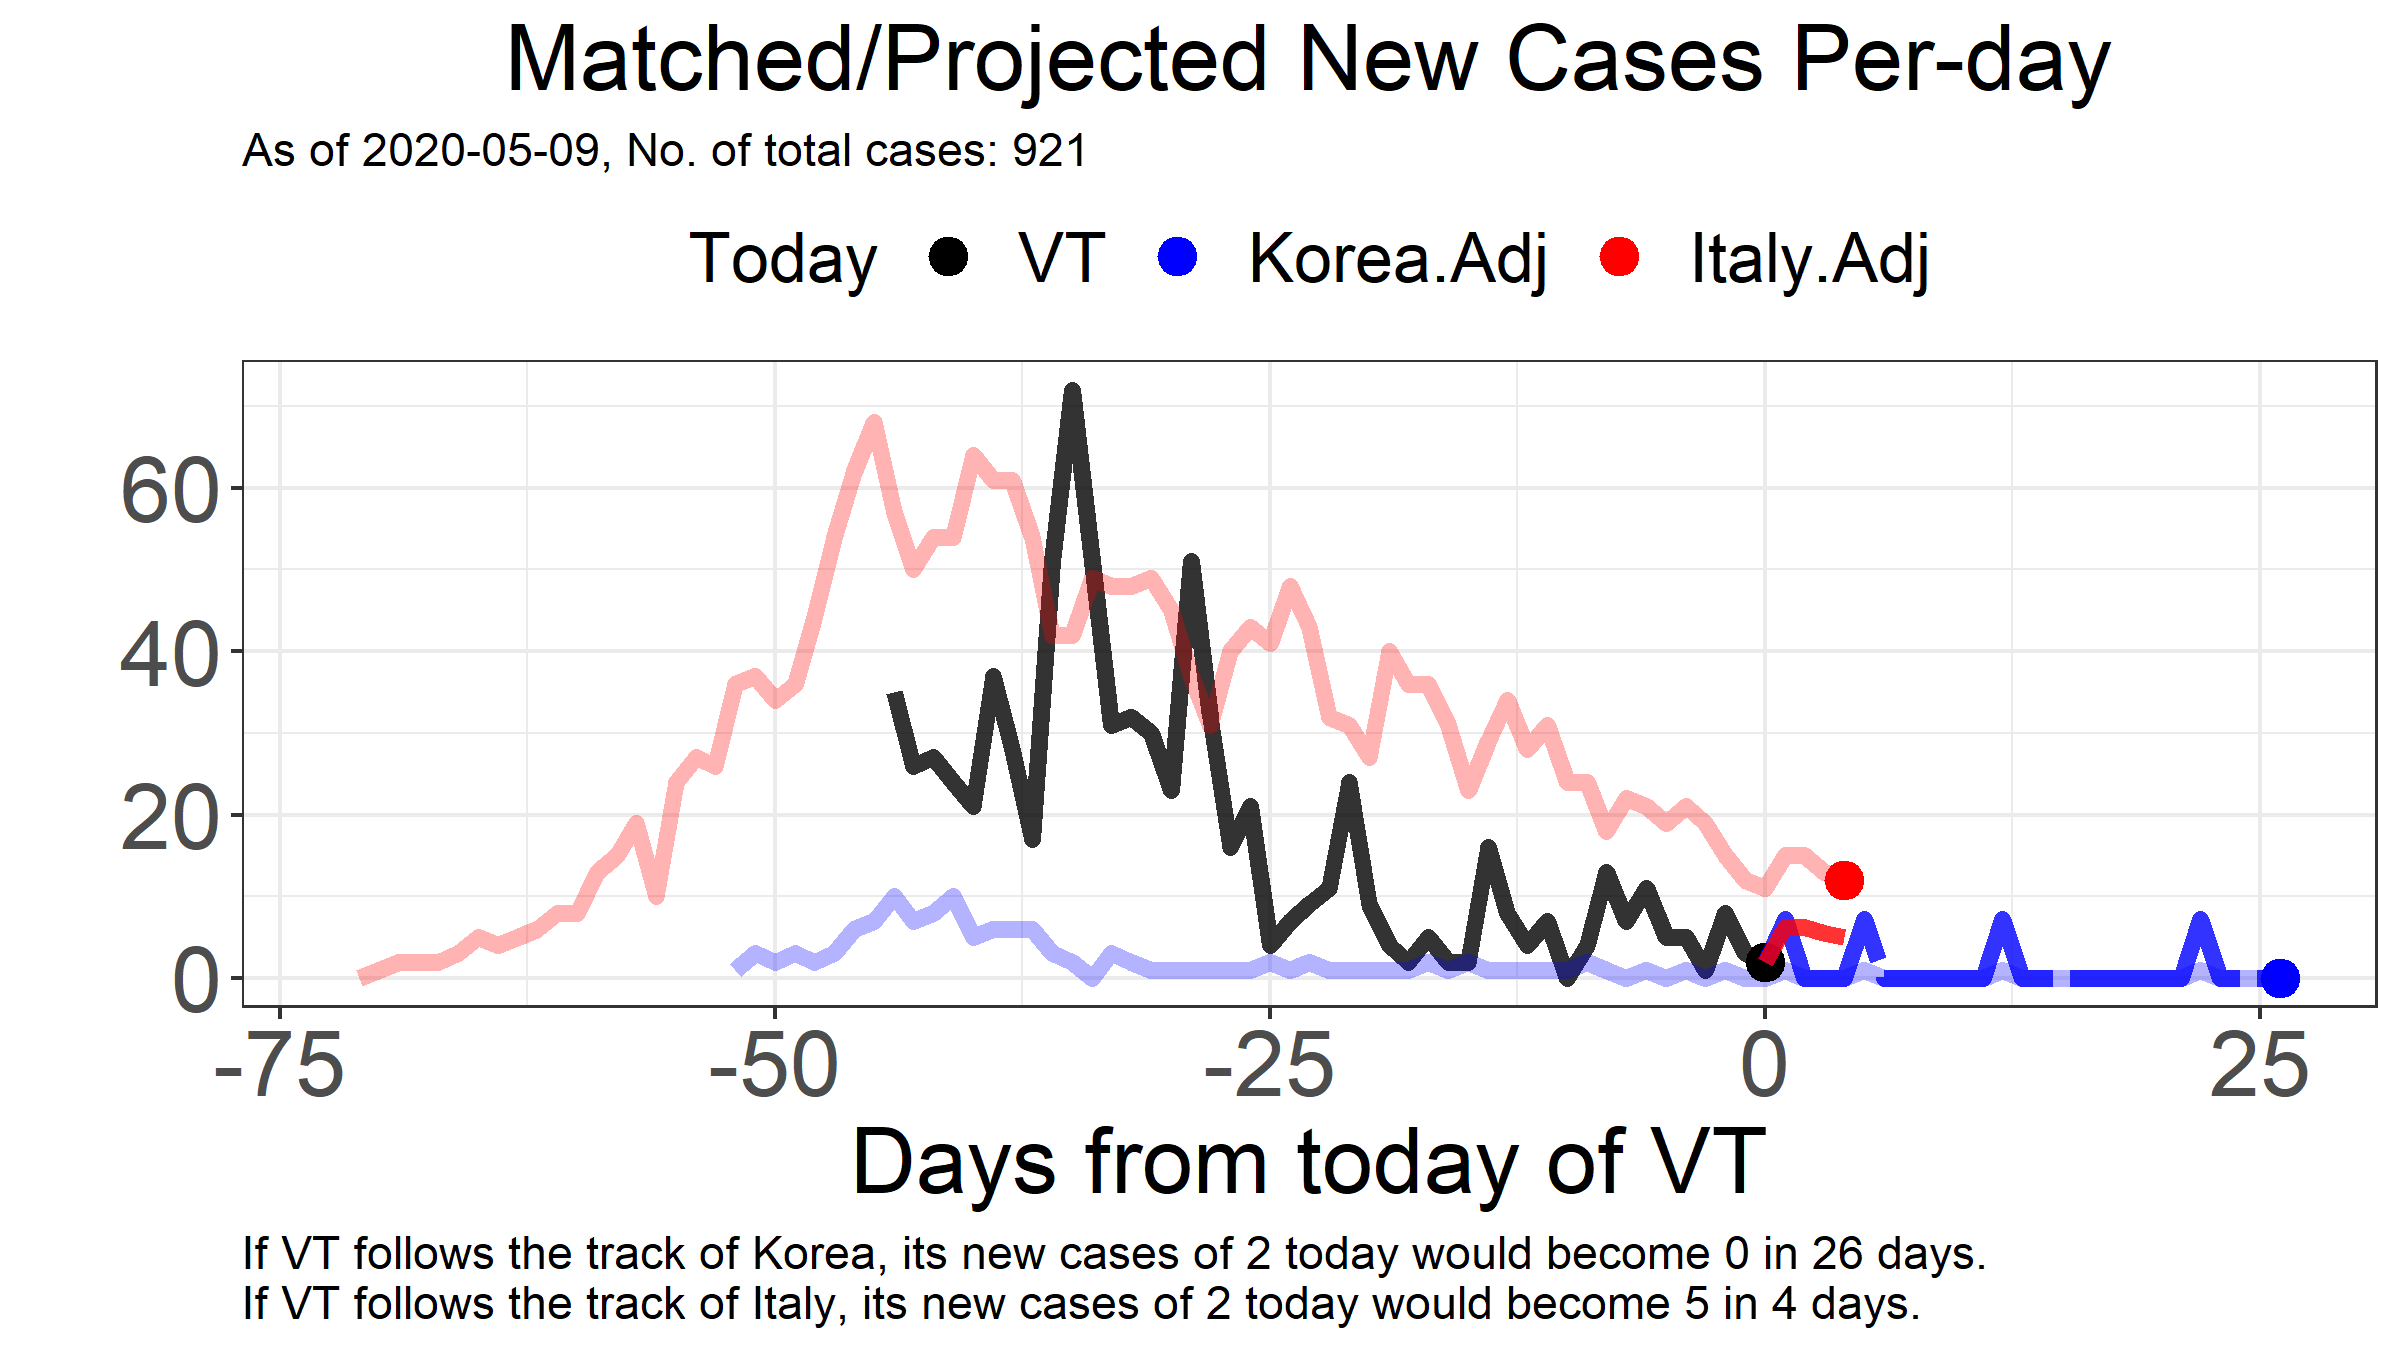 Matched/Projected New Cases Per-day
As of 2020-05-09, No. of total cases: 921
Today VT Korea.Adj Italy.Adj
60
40
20
0
-75 -50 -25 0 25
Days from today of VT
If VT follows the track of Korea, its new cases of 2 today would become 0 in 26 days.
If VT follows the track of Italy, its new cases of 2 today would become 5 in 4 days.